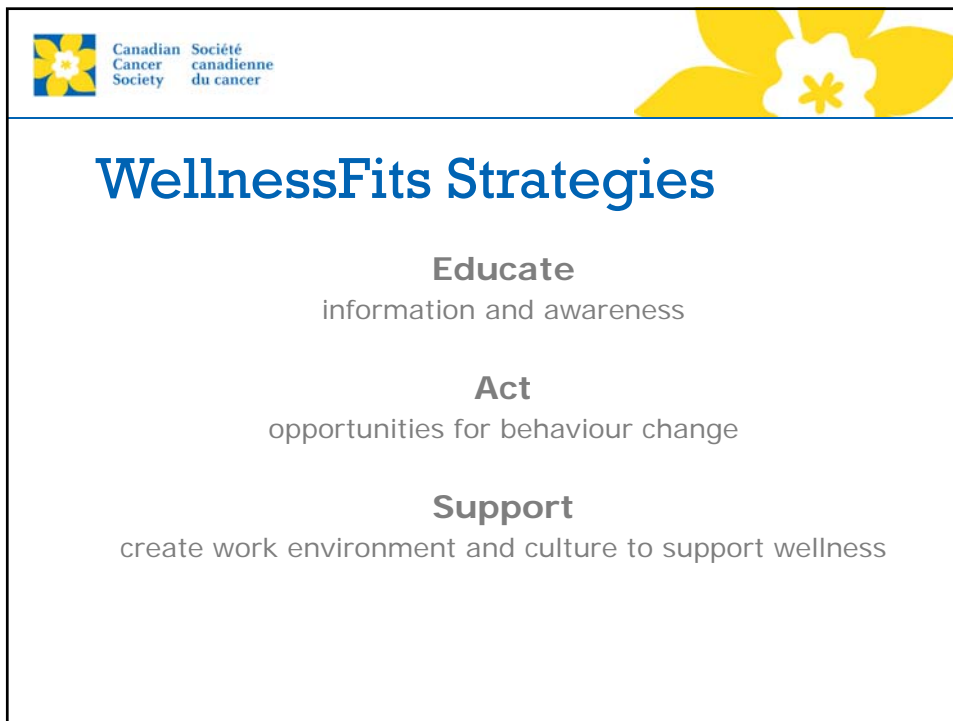 Canadian Société
Cancer canadienne
Society du cancer
WellnessFits Strategies
Educate
information and awareness
Act
opportunities for behaviour change
Support
create work environment and culture to support wellness